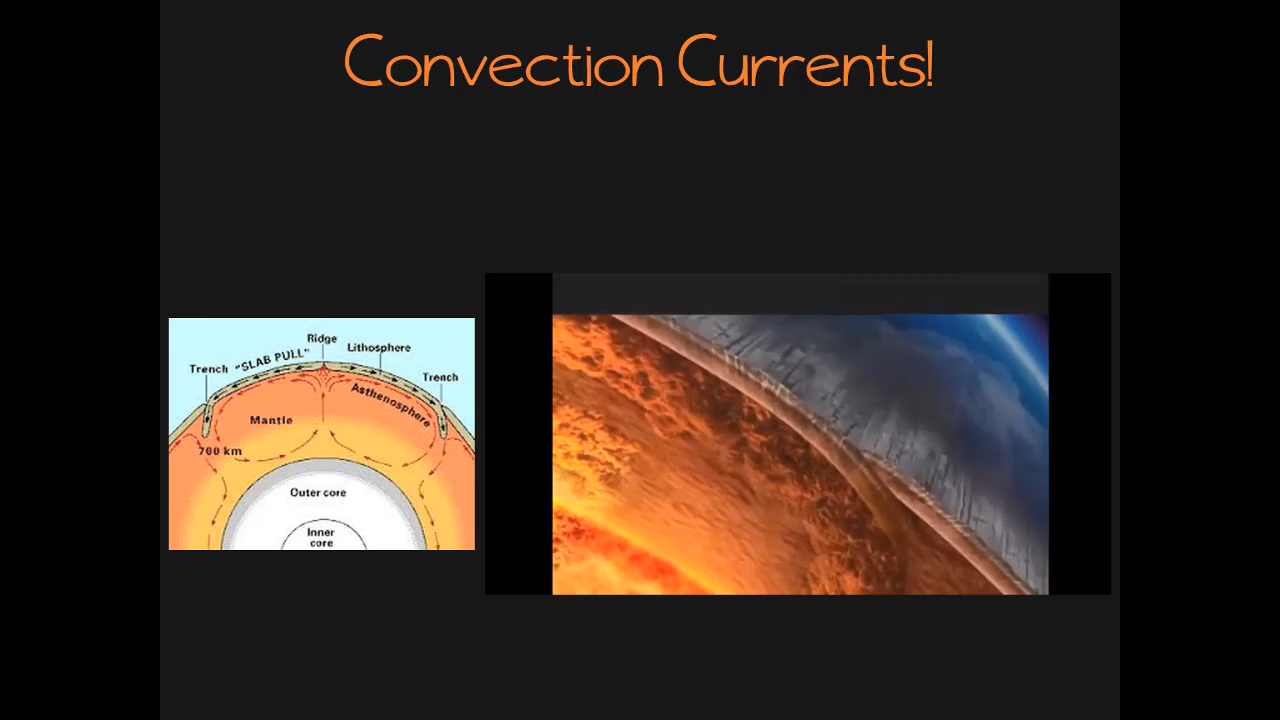 Convection Currents!
Ridge
Trench "SLAB PULL" Lithosphere
Trench
Asthenosphere
Mantle
700 km
Outer core
Inner
core